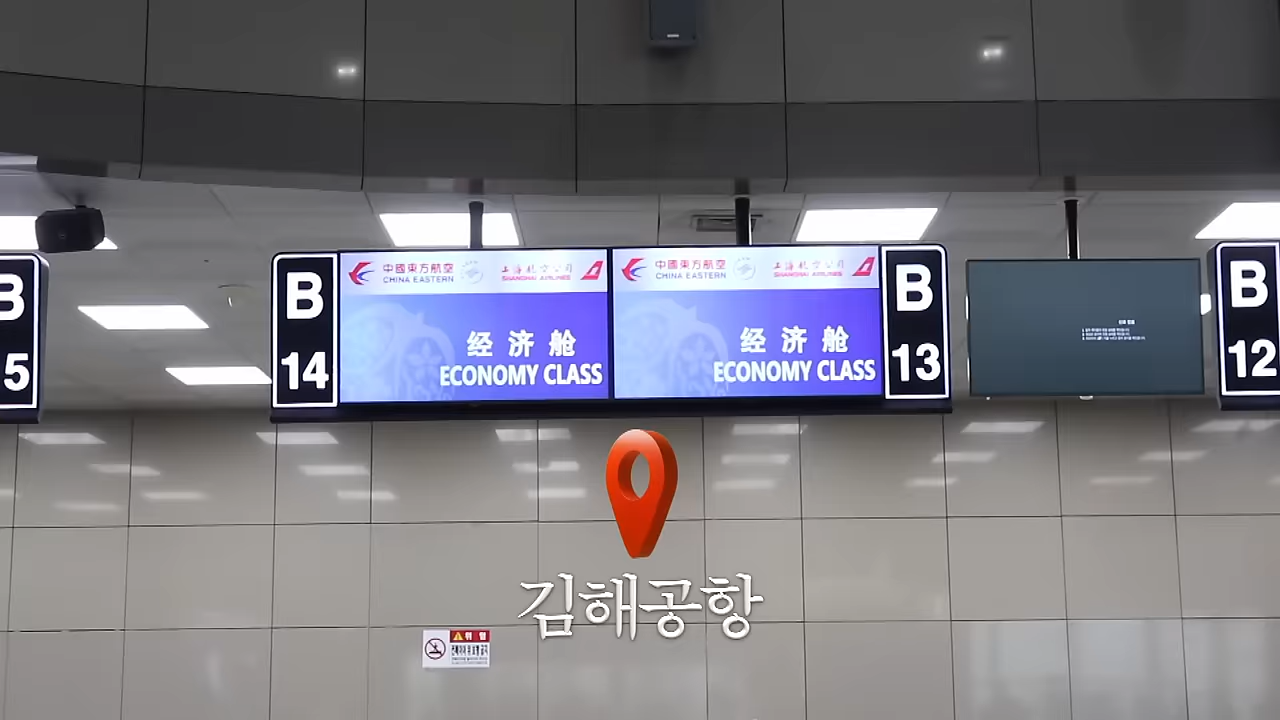 B
5
B
14
中國東方航空
CHINA EASTERN
上海航空公司
SHANGHAI AIRLINES
经济舱
ECONOMY CLASS
中國東方航空
CHINA EASTERN
上海航空公司
SHANGHAI AIRLINES
经济舱
ECONOMY CLASS
B
13
B
12
김해공항
위험